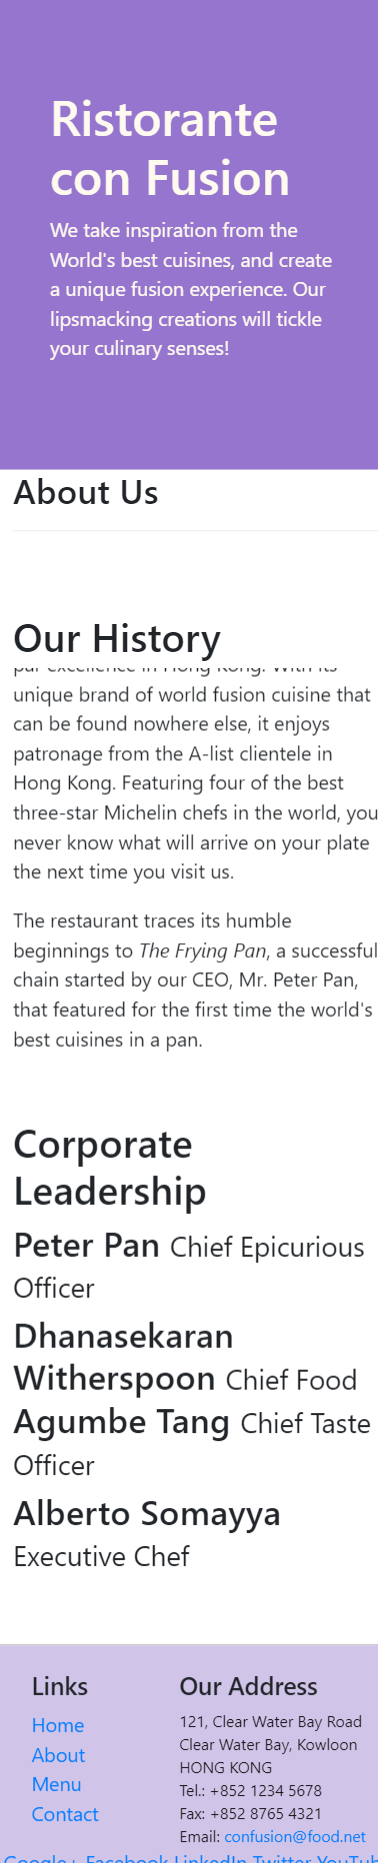 Ristorante
con Fusion
We take inspiration from the
World's best cuisines, and create
a unique fusion experience. Our
lipsmacking creations will tickle
your culinary senses!
About Us
Our History
par excellence in Hong Kong. With its
unique brand of world fusion cuisine that
can be found nowhere else, it enjoys
patronage from the A-list clientele in
Hong Kong. Featuring four of the best
three-star Michelin chefs in the world, you
never know what will arrive on your plate
the next time you visit us.
The restaurant traces its humble
beginnings to The Frying Pan, a successful
chain started by our CEO, Mr. Peter Pan,
that featured for the first time the world's
best cuisines in a pan.
Corporate
Leadership
Peter Pan Chief Epicurious
Officer
Dhanasekaran
Witherspoon Chief Food
Agumbe Tang Chief Taste
Officer
Alberto Somayya
Executive Chef
Links
Home
About
Menu
Contact
Our Address
121, Clear Water Bay Road
Clear Water Bay, Kowloon
HONG KONG
Tel.: +852 1234 5678
Fax: +852 8765 4321
Email: confusion@food.net
Google+ Facebook LinkedIn Twitter YouTub